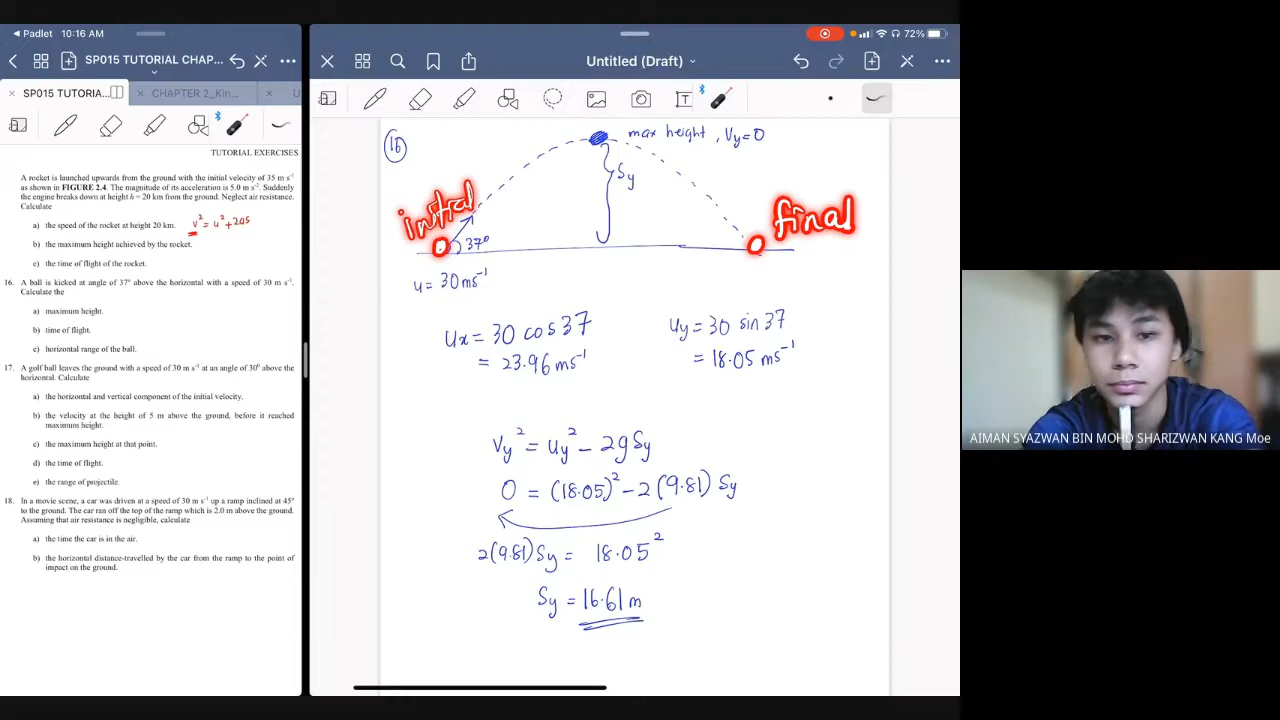 Padlet 10:16 AM
72%
SP015 TUTORIAL CHAP...
Untitled (Draft)
SP015 TUTORIA...
CHAPTER 2_Kin...
TUTORIAL EXERCISES
A rocket is launched upwards from the ground with the initial velocity of 35 m s⁻¹
as shown in FIGURE 2.4. The magnitude of its acceleration is 5.0 m s⁻². Suddenly
the engine breaks down at height h = 20 km from the ground. Neglect air resistance.
Calculate
a) the speed of the rocket at height 20 km. v² = u² + 2as
b) the maximum height achieved by the rocket.
c) the time of flight of the rocket.
16. A ball is kicked at angle of 37° above the horizontal with a speed of 30 m s⁻¹.
Calculate the
a) maximum height.
b) time of flight.
c) horizontal range of the ball.
17. A golf ball leaves the ground with a speed of 30 m s⁻¹ at an angle of 30⁰ above the
horizontal. Calculate
a) the horizontal and vertical component of the initial velocity.
b) the velocity at the height of 5 m above the ground, before it reached
maximum height.
c) the maximum height at that point.
d) the time of flight.
e) the range of projectile.
18. In a movie scene, a car was driven at a speed of 30 m s⁻¹ up a ramp inclined at 45°
to the ground. The car ran off the top of the ramp which is 2.0 m above the ground.
Assuming that air resistance is negligible, calculate
a) the time the car is in the air.
b) the horizontal distance-travelled by the car from the ramp to the point of
impact on the ground.
16
max height, Vy=0
Sy
initial
final
37°
u = 30 ms⁻¹
Ux = 30 cos 37
= 23.96 ms⁻¹
Uy = 30 sin 37
= 18.05 ms⁻¹
Vy² = Uy² - 2gSy
0 = (18.05)² - 2(9.81) Sy
2(9.81)Sy = 18.05²
Sy = 16.61 m
AIMAN SYAZWAN BIN MOHD SHARIZWAN KANG Moe